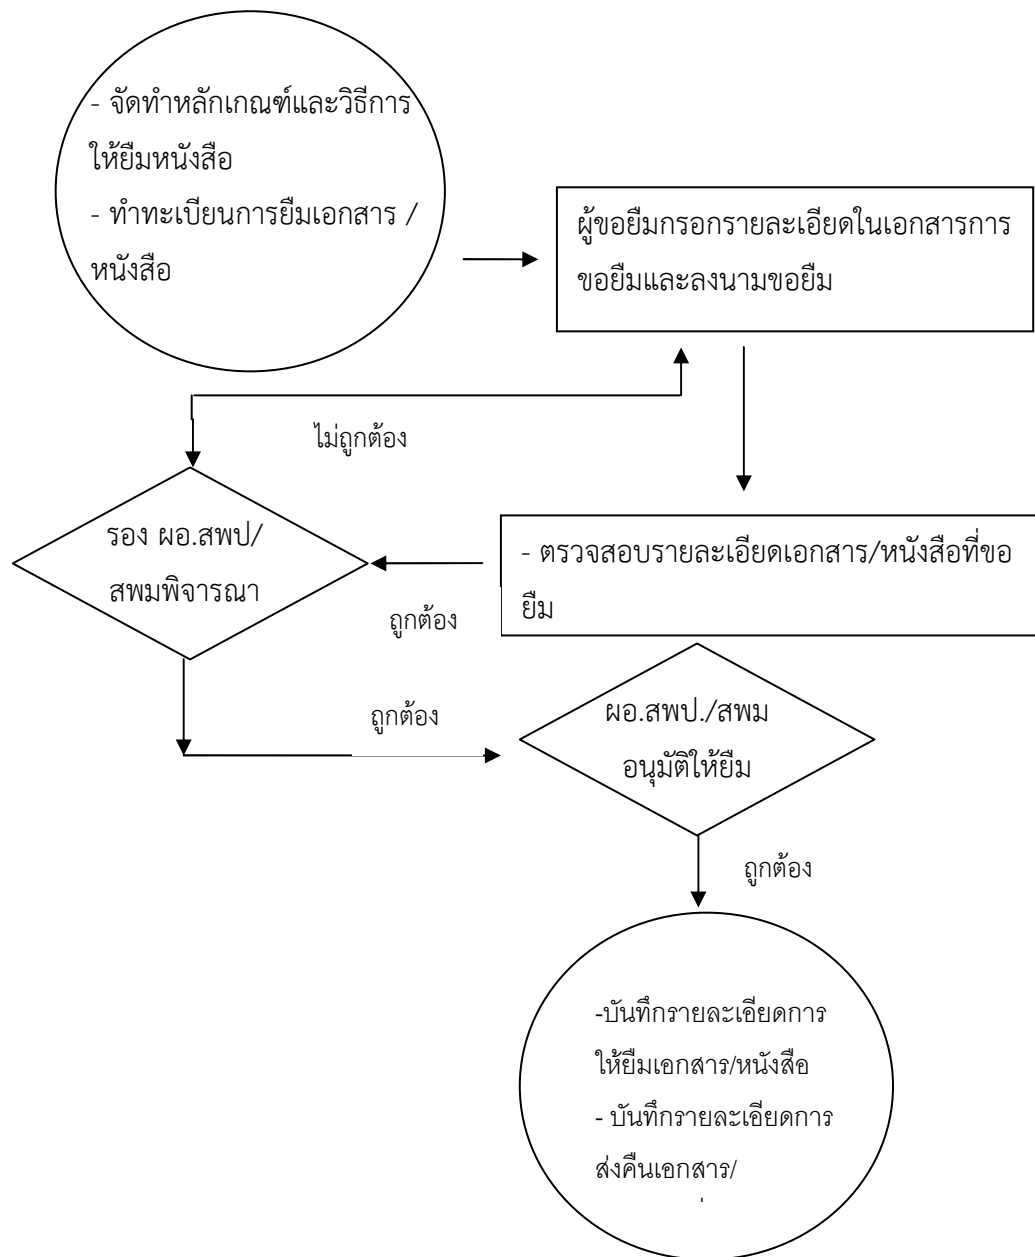 - จัดทำหลักเกณฑ์และวิธีการ
ให้ยืมหนังสือ
- ทำทะเบียนการยืมเอกสาร /
หนังสือ
ผู้ขอยืมกรอกรายละเอียดในเอกสารการ
ขอยืมและลงนามขอยืม
ไม่ถูกต้อง
รอง ผอ.สพป/
สพมพิจารณา
- ตรวจสอบรายละเอียดเอกสาร/หนังสือที่ขอ
ยืม
ถูกต้อง
ถูกต้อง
ผอ.สพป./สพม
อนุมัติให้ยืม
ถูกต้อง
-บันทึกรายละเอียดการ
ให้ยืมเอกสาร/หนังสือ
- บันทึกรายละเอียดการ
ส่งคืนเอกสาร/